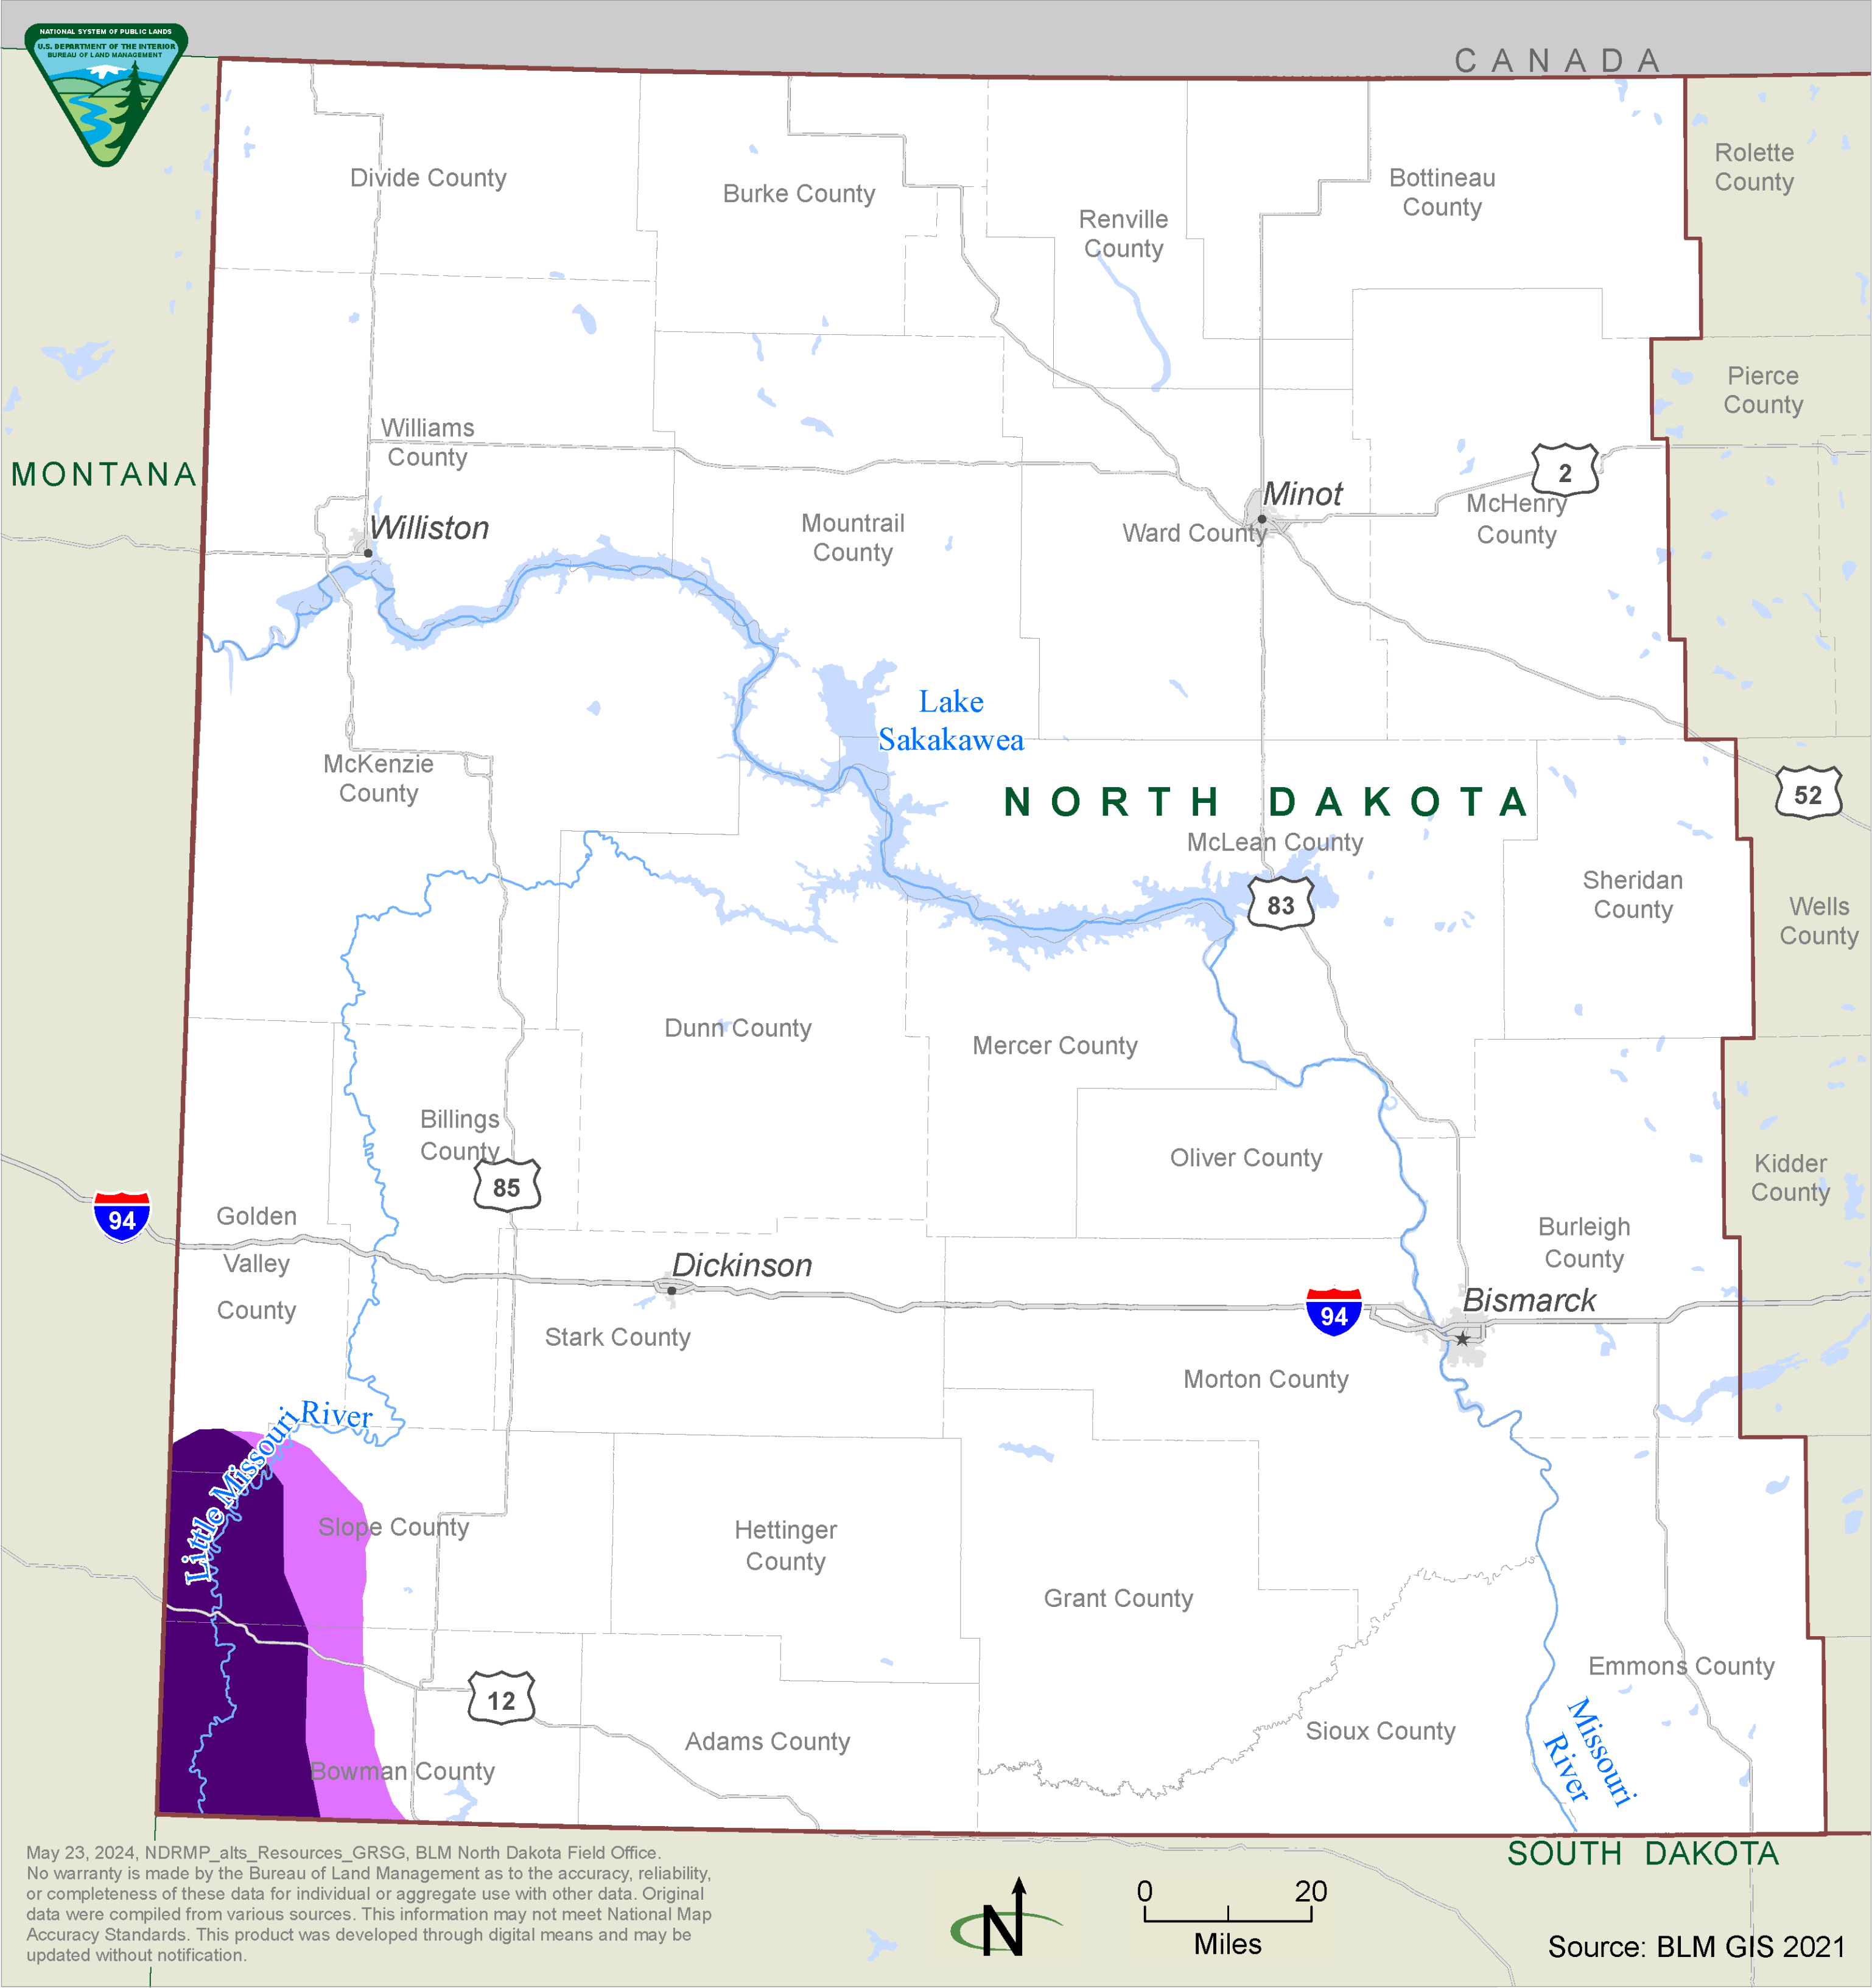 NATIONAL SYSTEM OF PUBLIC LANDS
U.S. DEPARTMENT OF THE INTERIOR
BUREAU OF LAND MANAGEMENT
CANADA
Divide County
Burke County
Renville
County
Bottineau
County
Rolette
County
Pierce
County
MONTANA
Williams
County
Williston
Mountrail
County
Ward County
Minot
2
McHenry
County
Lake
Sakakawea
McKenzie
County
NORTH DAKOTA
52
McLean County
83
Sheridan
County
Wells
County
Dunn County
Mercer County
Billings
County
85
Oliver County
Kidder
County
94
Golden
Valley
County
Burleigh
County
Dickinson
94
Bismarck
Stark County
Morton County
Little Missouri River
Slope County
Hettinger
County
Grant County
Emmons County
12
Adams County
Sioux County
Missouri
River
Bowman County
SOUTH DAKOTA
May 23, 2024, NDRMP_alts_Resources_GRSG, BLM North Dakota Field Office.
No warranty is made by the Bureau of Land Management as to the accuracy, reliability,
or completeness of these data for individual or aggregate use with other data. Original
data were compiled from various sources. This information may not meet National Map
Accuracy Standards. This product was developed through digital means and may be
updated without notification.
N
0 20
Miles
Source: BLM GIS 2021